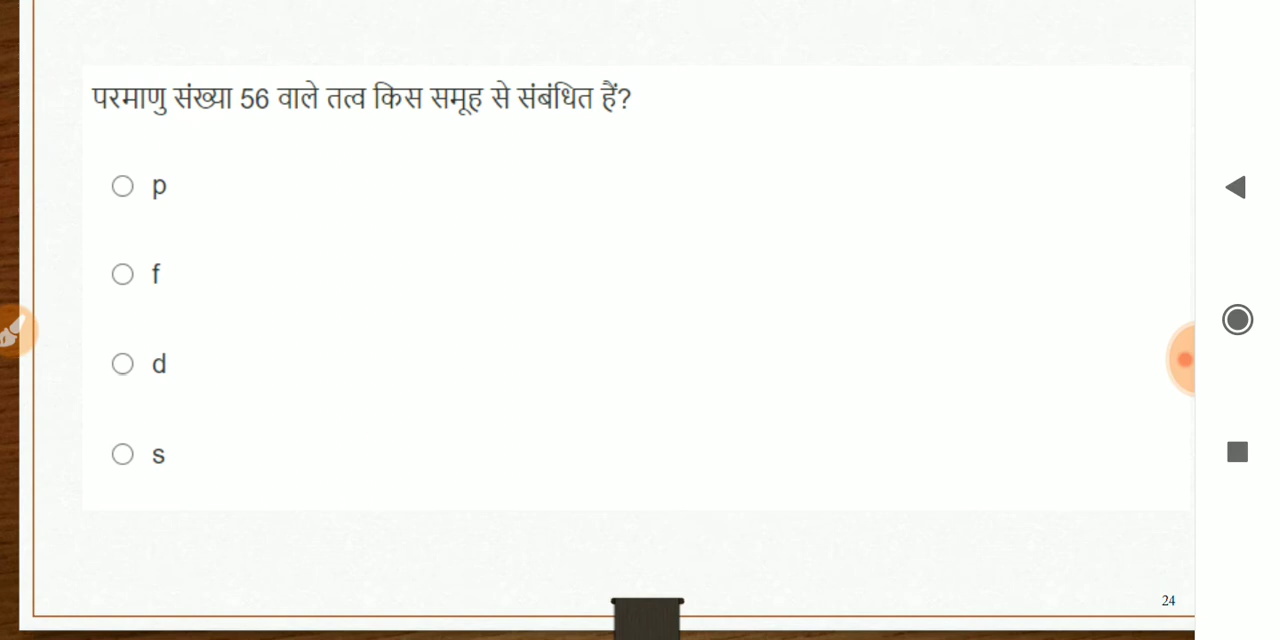 परमाणु संख्या 56 वाले तत्व किस समूह से संबंधित हैं?
p
f
d
s
24